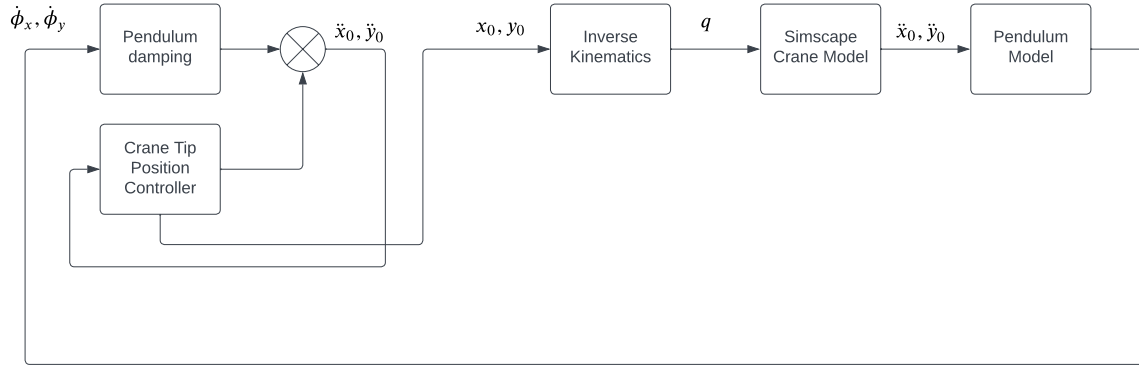 ϕ̇ₓ, ϕ̇ᵧ
Pendulum
damping
ẍ₀, ÿ₀
x₀, y₀
Inverse
Kinematics
q
Simscape
Crane Model
ẍ₀, ÿ₀
Pendulum
Model
Crane Tip
Position
Controller